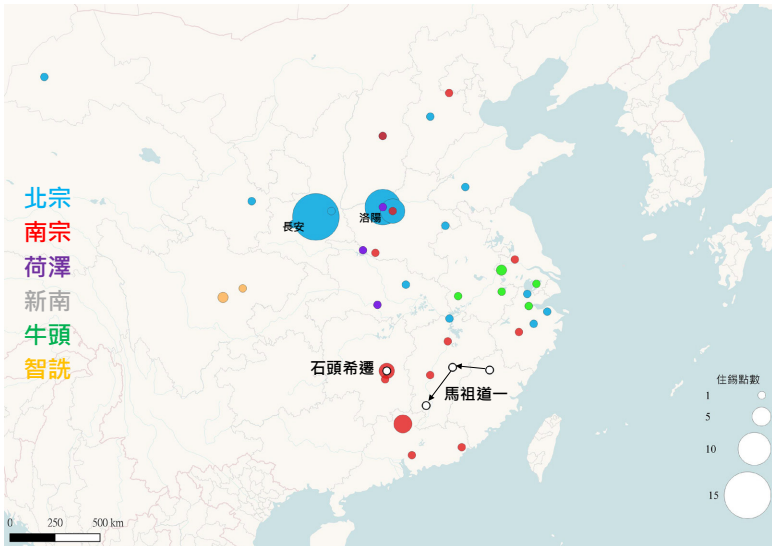 北宗
南宗
荷澤
新南
牛頭
智詵
長安
洛陽
石頭希遷
馬祖道一
住錫點數
1
5
10
15
0 250 500 km